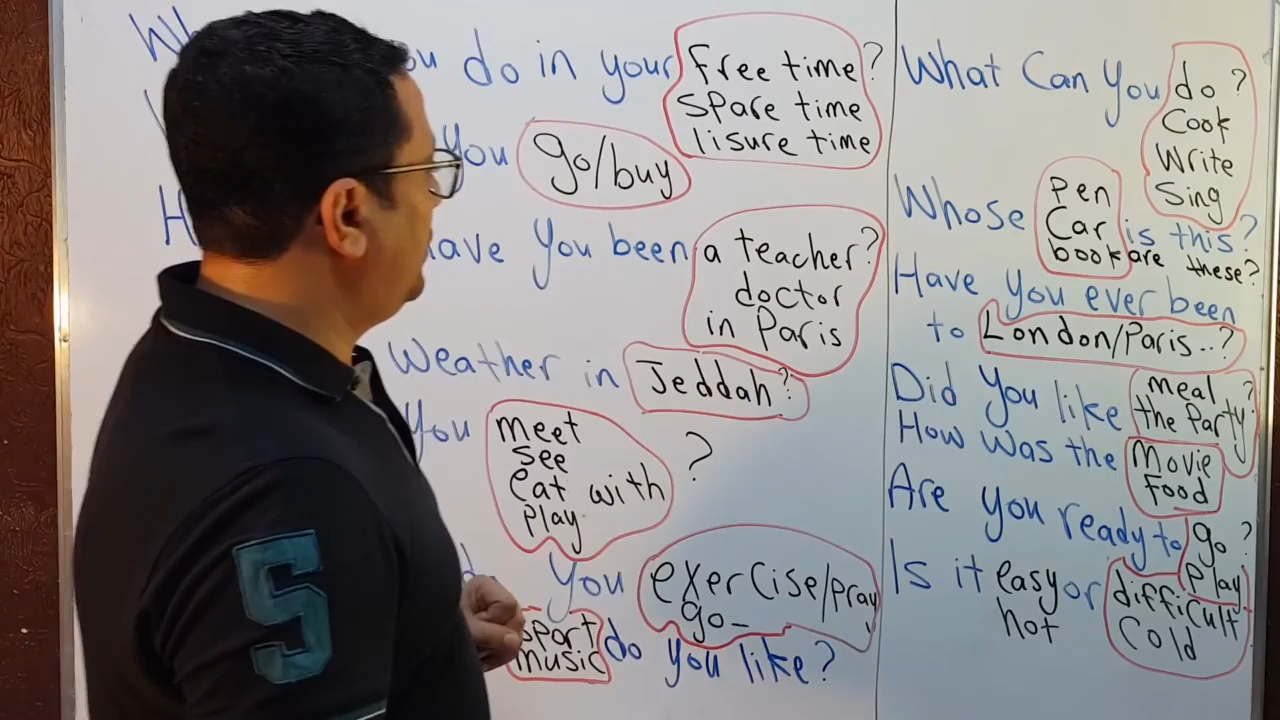 do in your free time?
spare time
lisure time
you go/buy
have you been a teacher?
doctor
in Paris
Weather in Jeddah?
you meet ?
see
eat with
play
you exercise/pray
go_
sport do you like?
music
What Can you do?
Cook
Write
Sing
Whose pen is this?
Car
book are these?
Have you ever been
to London/Paris..?
Did you like meal ?
the Party
How was the movie
food
Are you ready to go?
play
Is it easy or difficult
hot cold
5